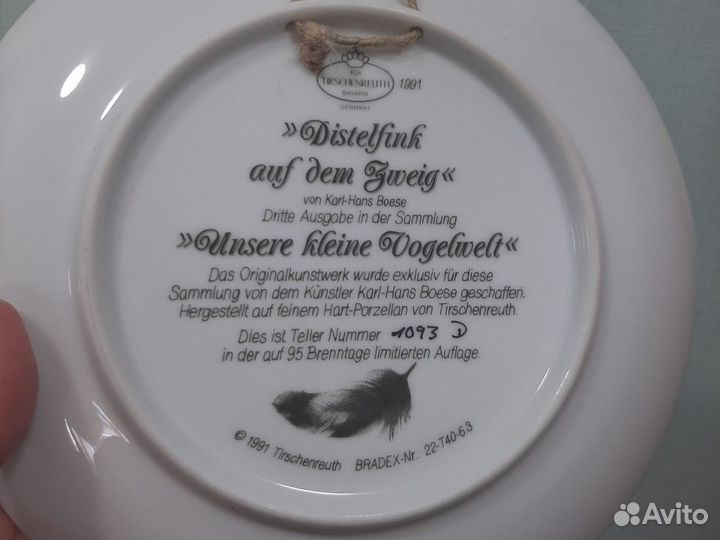 TIRSCHENREUTH 1991
BAVARIA
GERMANY
»Distelfink
auf dem Zweig«
von Karl-Hans Boese
Dritte Ausgabe in der Sammlung
»Unsere kleine Vogelwelt«
Das Originalkunstwerk wurde exklusiv für diese
Sammlung von dem Künstler Karl-Hans Boese geschaffen.
Hergestellt auf feinem Hart-Porzellan von Tirschenreuth.
Dies ist Teller Nummer 1093 D
in der auf 95 Brenntage limitierten Auflage.
© 1991 Tirschenreuth BRADEX-Nr.: 22-T40-6.3
Avito